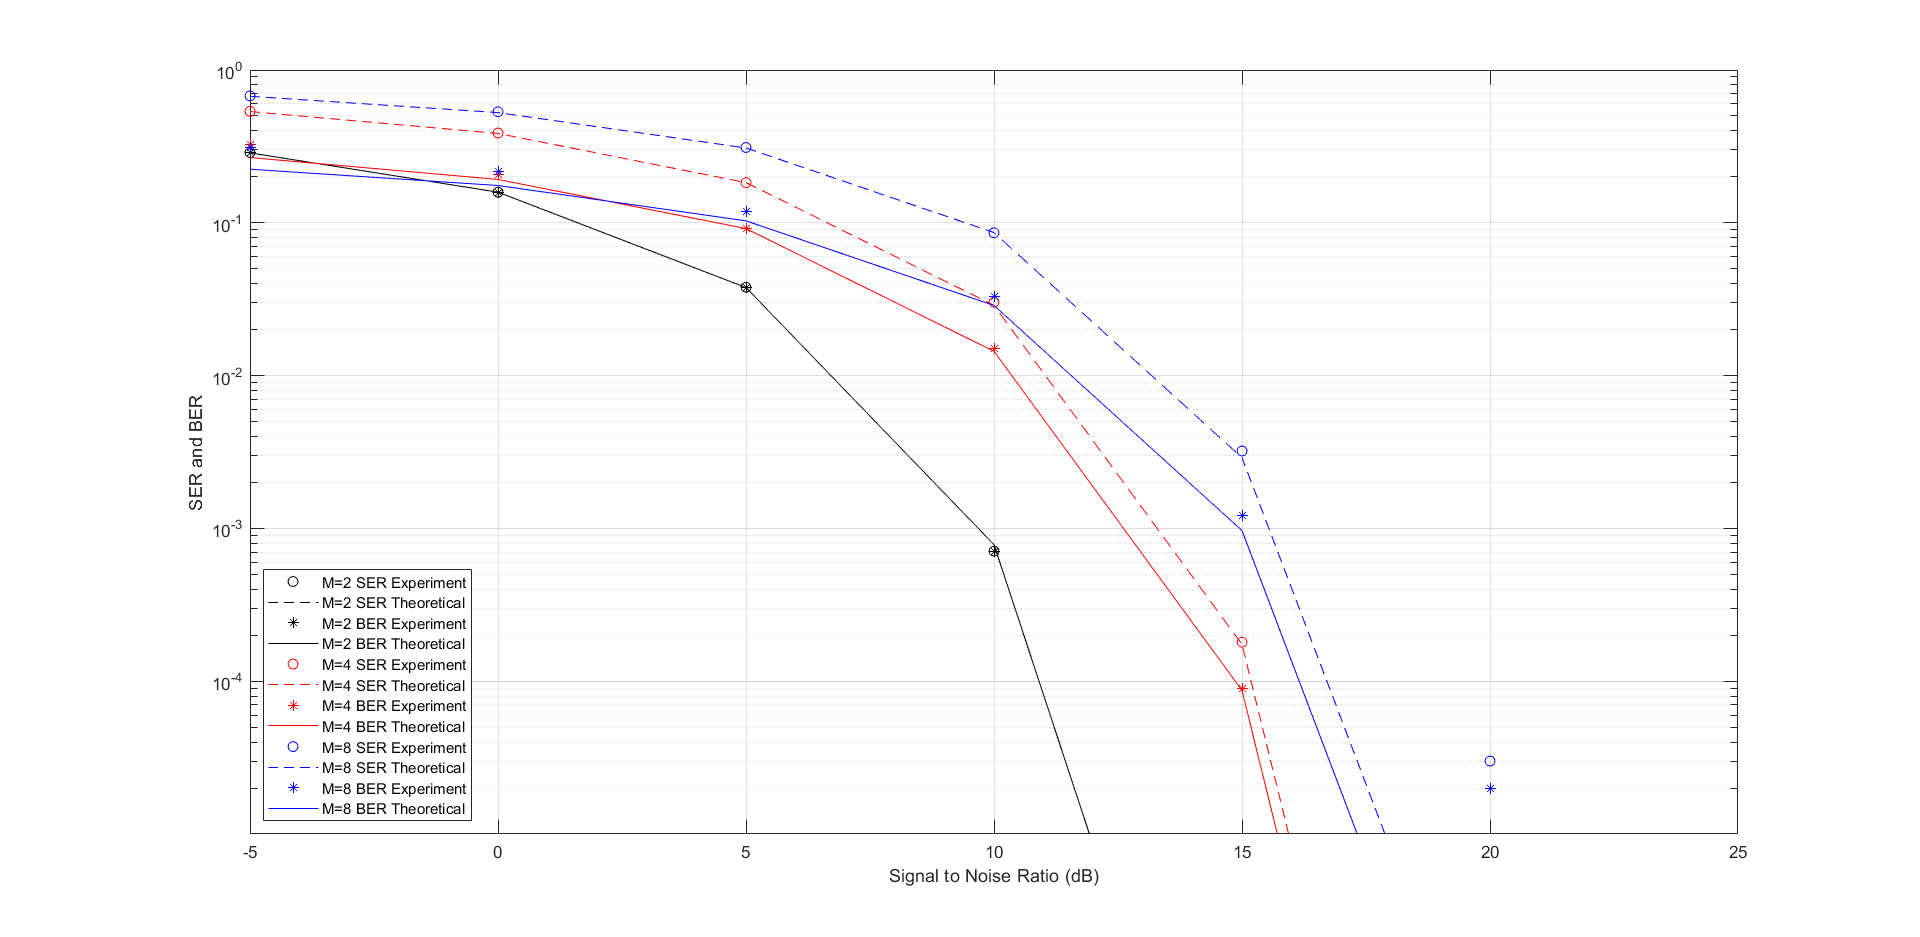 10^0
10^-1
10^-2
10^-3
10^-4
SER and BER
M=2 SER Experiment
M=2 SER Theoretical
M=2 BER Experiment
M=2 BER Theoretical
M=4 SER Experiment
M=4 SER Theoretical
M=4 BER Experiment
M=4 BER Theoretical
M=8 SER Experiment
M=8 SER Theoretical
M=8 BER Experiment
M=8 BER Theoretical
-5 0 5 10 15 20 25
Signal to Noise Ratio (dB)